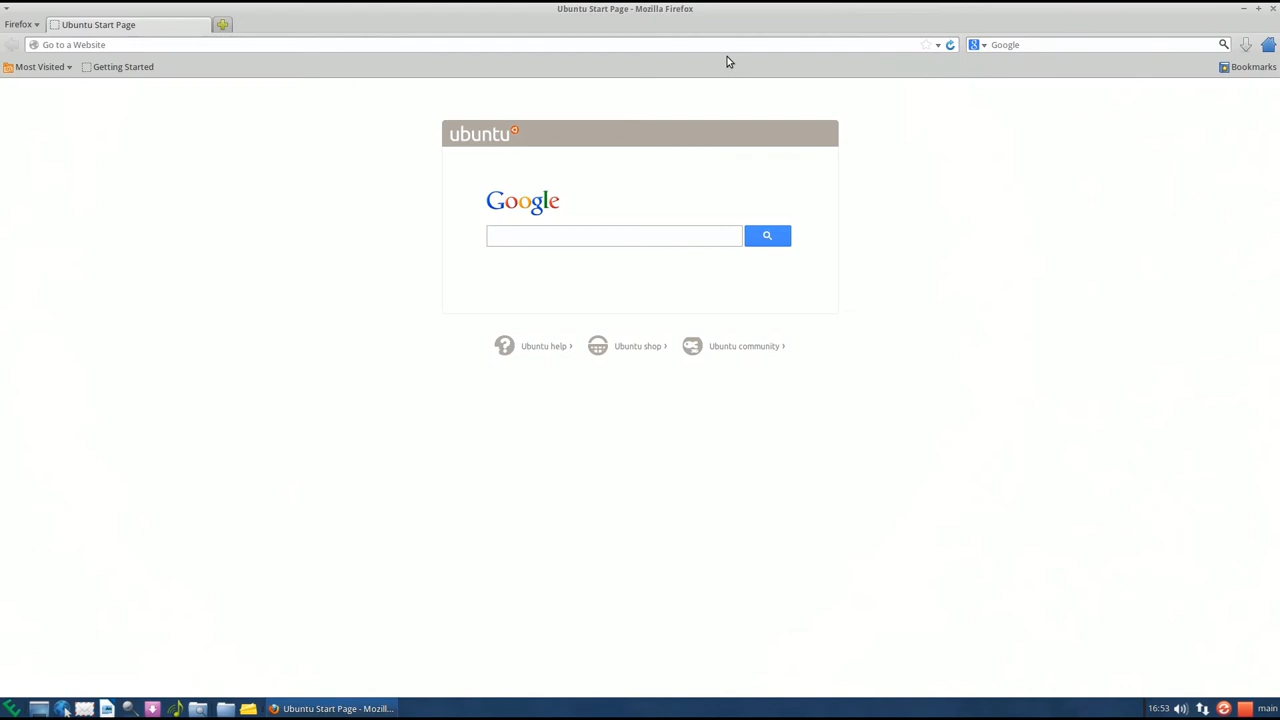 Ubuntu Start Page - Mozilla Firefox
Firefox
Ubuntu Start Page
Go to a Website
Google
Most Visited
Getting Started
Bookmarks
ubuntu
Google
Ubuntu help ›
Ubuntu shop ›
Ubuntu community ›
Ubuntu Start Page - Mozill...
16:53
main